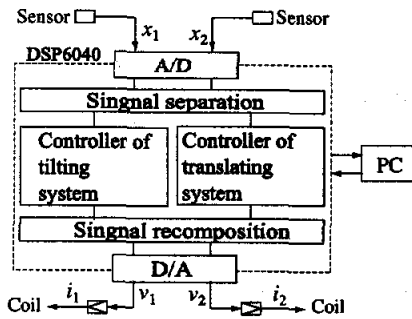 Sensor x1 x2 Sensor
DSP6040
A/D
Singnal separation
Controller of tilting system
Controller of translating system
PC
Singnal recomposition
D/A
Coil i1 v1 v2 i2 Coil